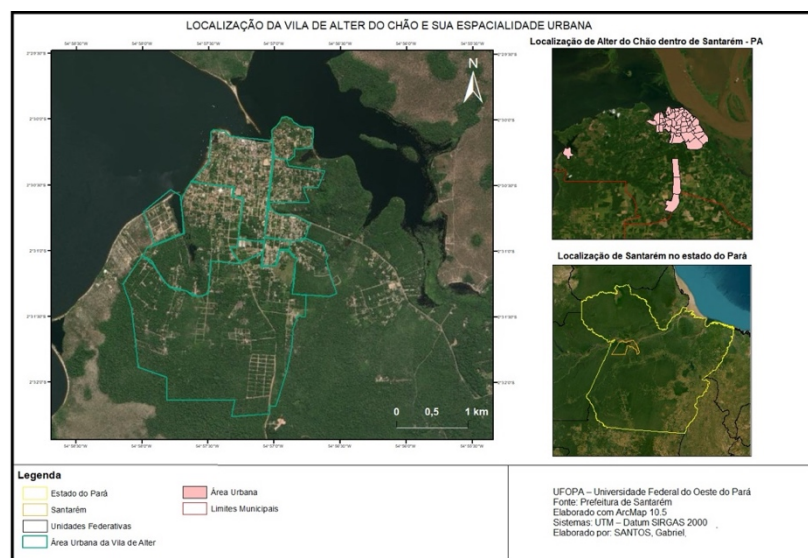 LOCALIZAÇÃO DA VILA DE ALTER DO CHÃO E SUA ESPACIALIDADE URBANA
Localização de Alter do Chão dentro de Santarém - PA
N
0 0,5 1 km
Localização de Santarém no estado do Pará
Legenda
Estado do Pará
Santarém
Unidades Federativas
Área Urbana da Vila de Alter
Área Urbana
Limites Municipais
UFOPA – Universidade Federal do Oeste do Pará
Fonte: Prefeitura de Santarém
Elaborado com ArcMap 10.5
Sistemas: UTM – Datum SIRGAS 2000
Elaborado por: SANTOS, Gabriel.